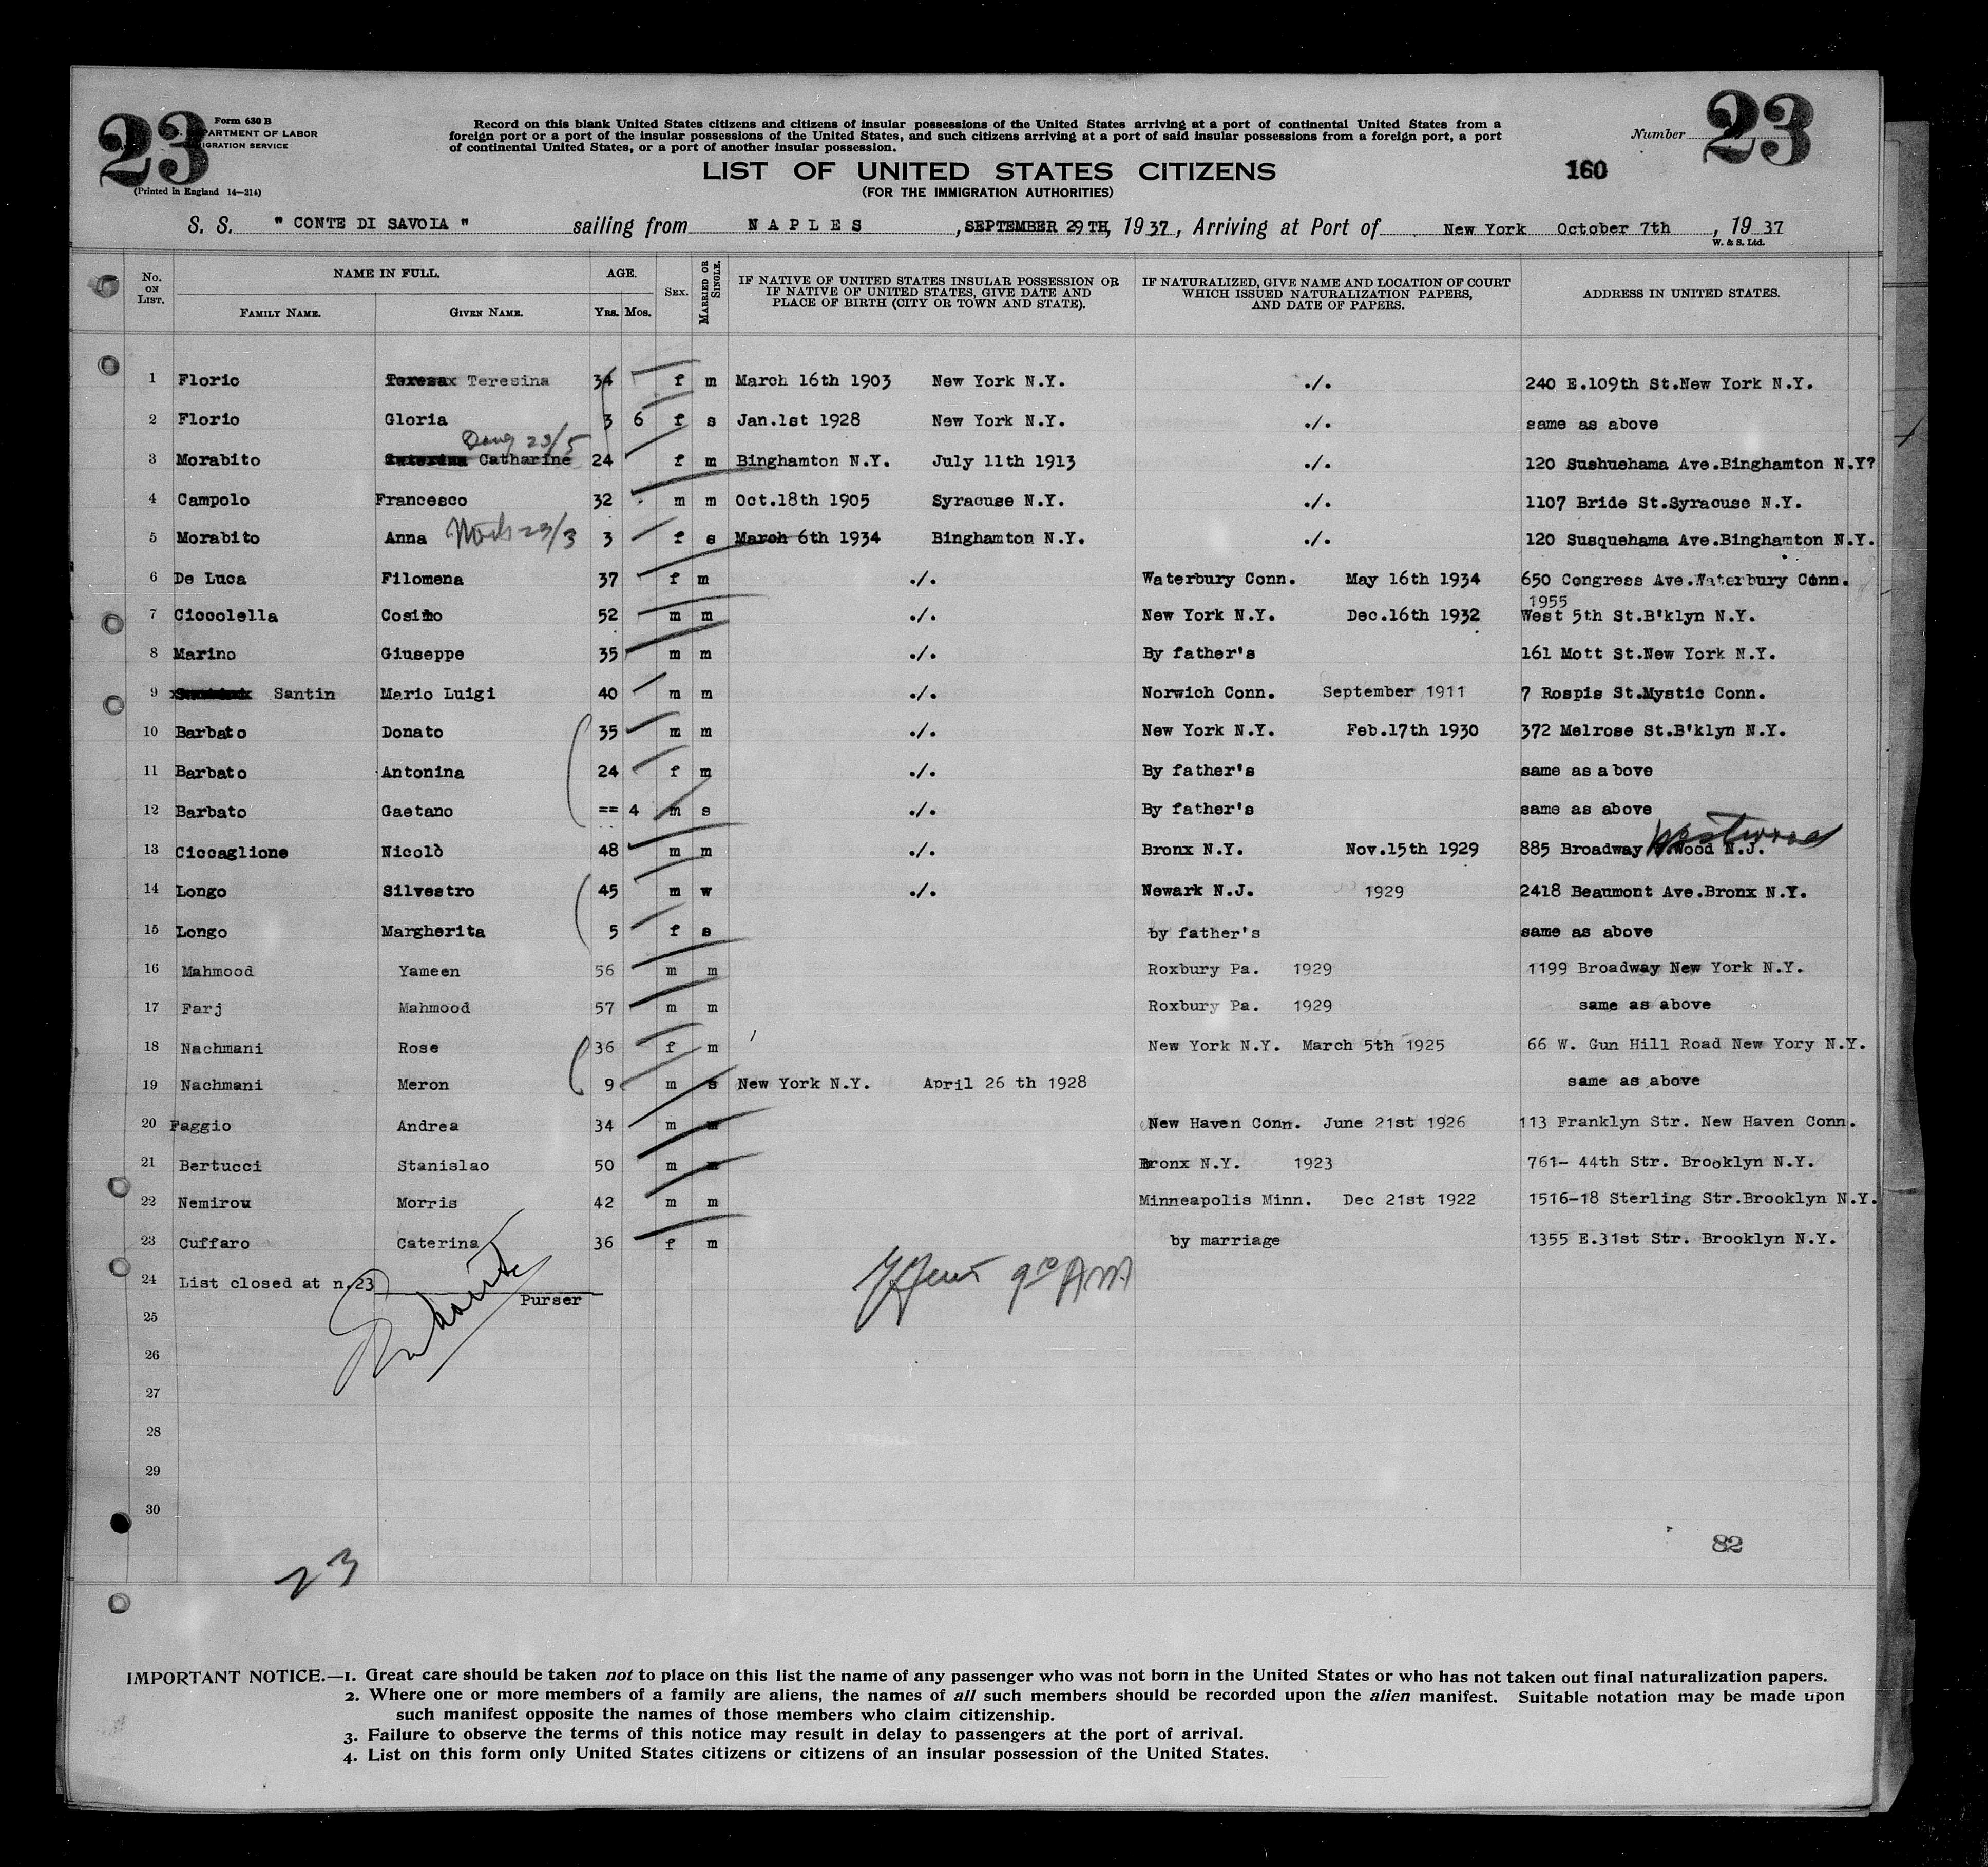 23
Form 630 B
PARTMENT OF LABOR
IGRATION SERVICE
(Printed in England 14—214)
Record on this blank United States citizens and citizens of insular possessions of the United States arriving at a port of continental United States from a
foreign port or a port of the insular possessions of the United States, and such citizens arriving at a port of said insular possessions from a foreign port, a port
of continental United States, or a port of another insular possession.
Number 23
LIST OF UNITED STATES CITIZENS
(FOR THE IMMIGRATION AUTHORITIES)
160
S. S. " CONTE DI SAVOIA " sailing from N A P L E S , SEPTEMBER 29TH, 1937, Arriving at Port of New York October 7th , 1937
W. & S. Ltd.
No. ON LIST.
NAME IN FULL.
FAMILY NAME. GIVEN NAME.
AGE.
YRS. MOS.
SEX.
MARRIED OR SINGLE.
IF NATIVE OF UNITED STATES INSULAR POSSESSION OR
IF NATIVE OF UNITED STATES, GIVE DATE AND
PLACE OF BIRTH (CITY OR TOWN AND STATE).
IF NATURALIZED, GIVE NAME AND LOCATION OF COURT
WHICH ISSUED NATURALIZATION PAPERS,
AND DATE OF PAPERS.
ADDRESS IN UNITED STATES.
1 Florio Teresax Teresina 34 f m March 16th 1903 New York N.Y. ./. 240 E.109th St.New York N.Y.
2 Florio Gloria 3 6 f s Jan.1st 1928 New York N.Y. ./. same as above
23/5
3 Morabito Catharine 24 f m Binghamton N.Y. July 11th 1913 ./. 120 Sushuehama Ave.Binghamton N.Y?
4 Campolo Francesco 32 m m Oct.18th 1905 Syracuse N.Y. ./. 1107 Bride St.Syracuse N.Y.
5 Morabito Anna 23/3 3 f s March 6th 1934 Binghamton N.Y. ./. 120 Susquehama Ave.Binghamton N.Y.
6 De Luca Filomena 37 f m ./. Waterbury Conn. May 16th 1934 650 Congress Ave.Waterbury Conn.
1955
7 Ciccolella Cosimo 52 m m ./. New York N.Y. Dec.16th 1932 West 5th St.B'klyn N.Y.
8 Marino Giuseppe 35 m m ./. By father's 161 Mott St.New York N.Y.
9 Santin Mario Luigi 40 m m ./. Norwich Conn. September 1911 7 Rospis St.Mystic Conn.
10 Barbato Donato 35 m m ./. New York N.Y. Feb.17th 1930 372 Melrose St.B'klyn N.Y.
11 Barbato Antonina 24 f m ./. By father's same as above
12 Barbato Gaetano == 4 m s ./. By father's same as above
Westwood
13 Ciccaglione Nicolò 48 m m ./. Bronx N.Y. Nov.15th 1929 885 Broadway wood N.J.
14 Longo Silvestro 45 m w ./. Newark N.J. 1929 2418 Beaumont Ave.Bronx N.Y.
15 Longo Margherita 5 f s by father's same as above
16 Mahmood Yameen 56 m m Roxbury Pa. 1929 1199 Broadway New York N.Y.
17 Farj Mahmood 57 m m Roxbury Pa. 1929 same as above
18 Nachmani Rose 36 f m New York N.Y. March 5th 1925 66 W. Gun Hill Road New Yory N.Y.
19 Nachmani Meron 9 m s New York N.Y. April 26 th 1928 same as above
20 Faggio Andrea 34 m m New Haven Conn. June 21st 1926 113 Franklyn Str. New Haven Conn.
21 Bertucci Stanislao 50 m m Bronx N.Y. 1923 761- 44th Str. Brooklyn N.Y.
22 Nemirou Morris 42 m m Minneapolis Minn. Dec 21st 1922 1516-18 Sterling Str.Brooklyn N.Y.
23 Cuffaro Caterina 36 f m by marriage 1355 E.31st Str. Brooklyn N.Y.
24 List closed at n.23
Purser
AM
25
26
27
28
29
30
82
23
IMPORTANT NOTICE.—1. Great care should be taken not to place on this list the name of any passenger who was not born in the United States or who has not taken out final naturalization papers.
2. Where one or more members of a family are aliens, the names of all such members should be recorded upon the alien manifest. Suitable notation may be made upon
such manifest opposite the names of those members who claim citizenship.
3. Failure to observe the terms of this notice may result in delay to passengers at the port of arrival.
4. List on this form only United States citizens or citizens of an insular possession of the United States.